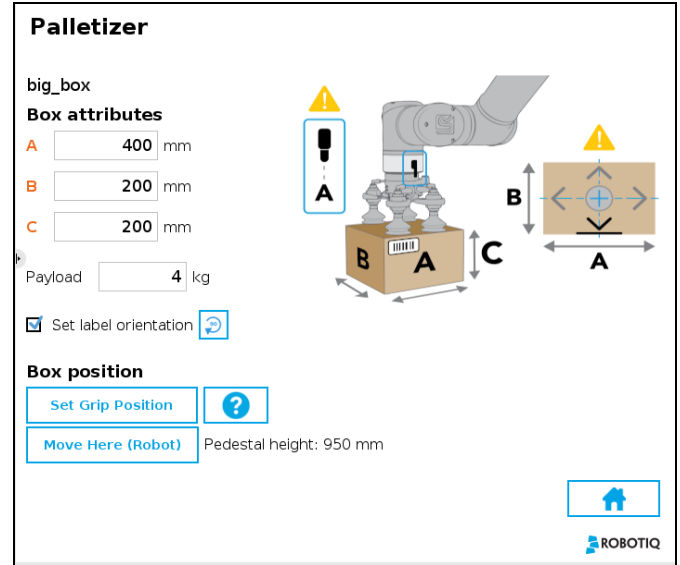 Palletizer
big_box
Box attributes
A 400 mm
B 200 mm
C 200 mm
Payload 4 kg
Set label orientation 90
Box position
Set Grip Position ?
Move Here (Robot) Pedestal height: 950 mm
A
B A C
B
A
ROBOTIQ